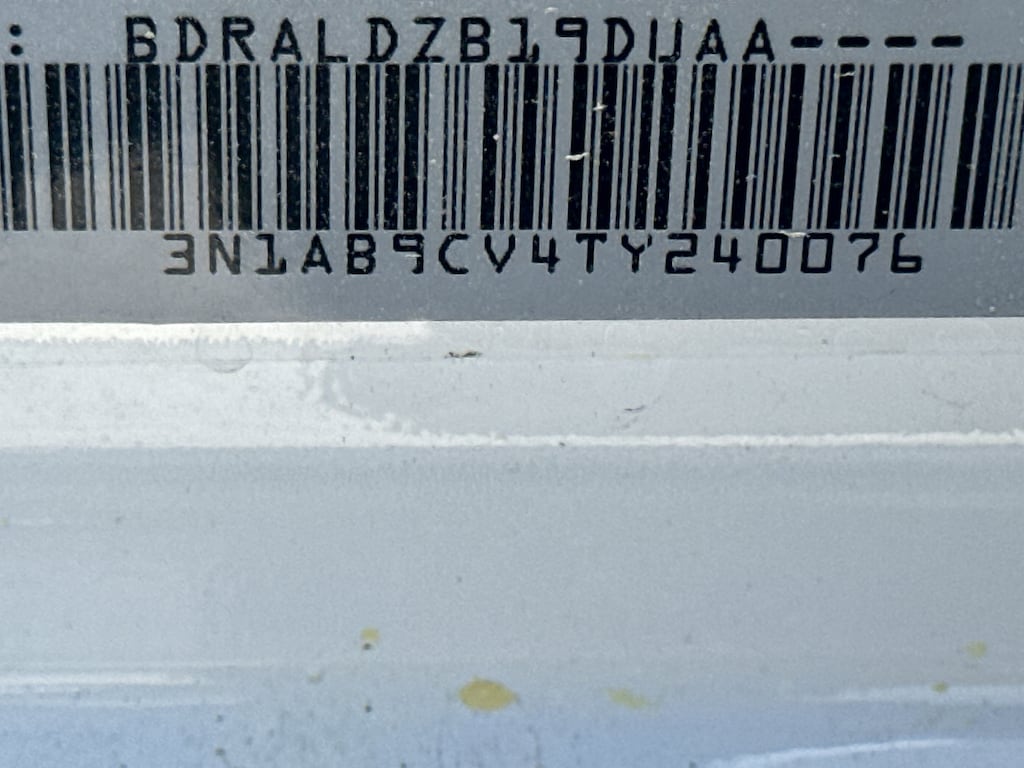 : BDRALDZB19DUAA----
3N1AB9CV4TY240076